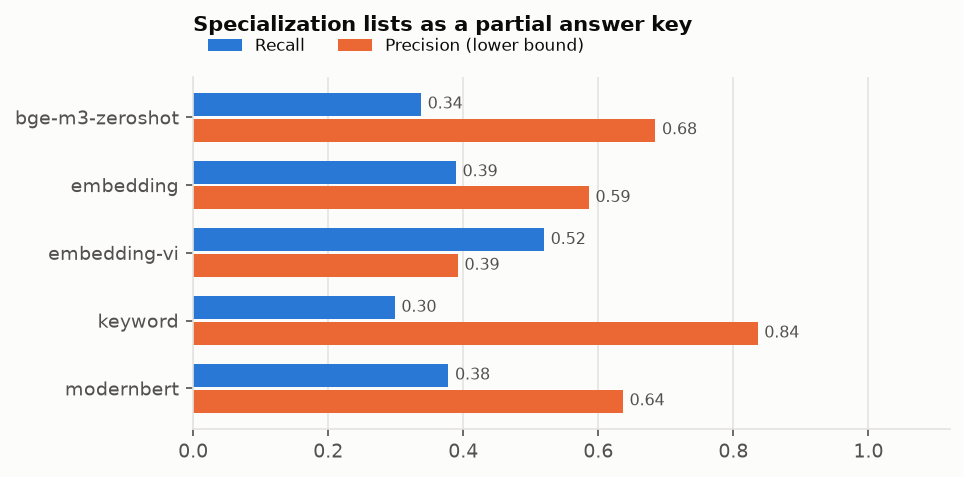 Specialization lists as a partial answer key
Recall Precision (lower bound)
bge-m3-zeroshot 0.34 0.68
embedding 0.39 0.59
embedding-vi 0.52 0.39
keyword 0.30 0.84
modernbert 0.38 0.64
0.0 0.2 0.4 0.6 0.8 1.0